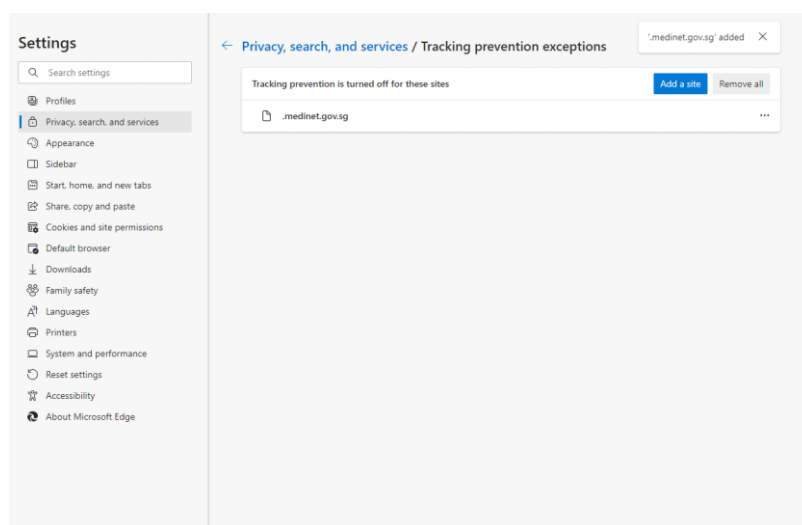 Settings
Search settings
Profiles
Privacy, search, and services
Appearance
Sidebar
Start, home, and new tabs
Share, copy and paste
Cookies and site permissions
Default browser
Downloads
Family safety
Languages
Printers
System and performance
Reset settings
Accessibility
About Microsoft Edge
Privacy, search, and services / Tracking prevention exceptions
'.medinet.gov.sg' added
Tracking prevention is turned off for these sites
Add a site
Remove all
.medinet.gov.sg